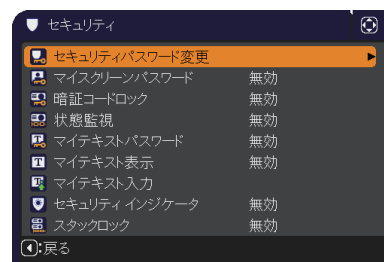 セキュリティ
セキュリティパスワード変更
マイスクリーンパスワード 無効
暗証コードロック 無効
状態監視 無効
マイテキストパスワード 無効
マイテキスト表示 無効
マイテキスト入力
セキュリティ インジケータ 無効
スタックロック 無効
:戻る